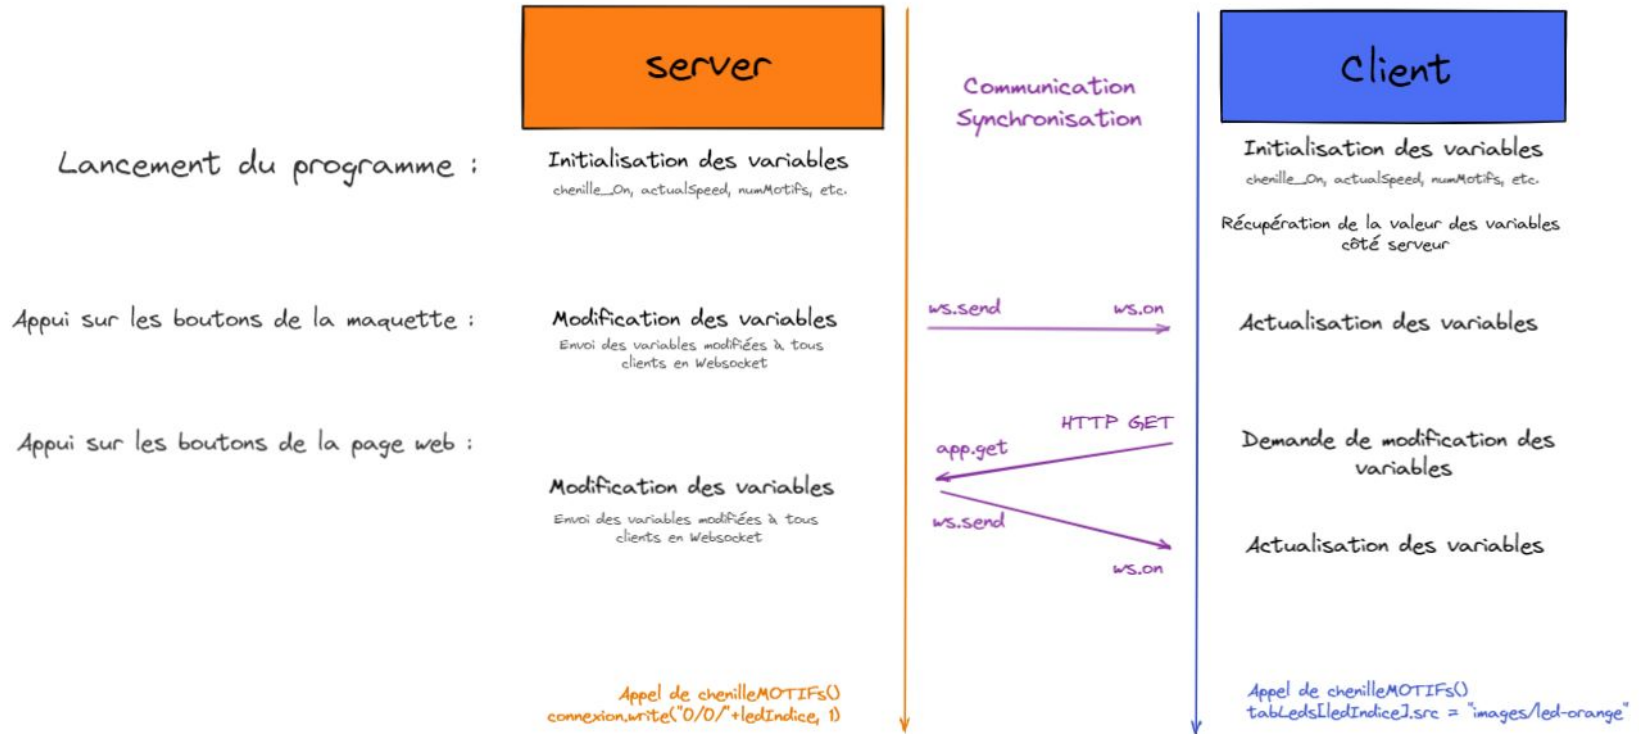 server
Client
Communication
Synchronisation
Lancement du programme :
Initialisation des variables
chenille_On, actualSpeed, numMotifs, etc.
Initialisation des variables
chenille_On, actualSpeed, numMotifs, etc.
Récupération de la valeur des variables
côté serveur
Appui sur les boutons de la maquette :
Modification des variables
Envoi des variables modifiées à tous
clients en Websocket
ws.send
ws.on
Actualisation des variables
Appui sur les boutons de la page web :
HTTP GET
app.get
Demande de modification des
variables
Modification des variables
Envoi des variables modifiées à tous
clients en Websocket
ws.send
ws.on
Actualisation des variables
Appel de chenilleMOTIFs()
connexion.write("0/0/"+ledIndice, 1)
Appel de chenilleMOTIFs()
tabLeds[ledIndice].src = "images/led-orange"